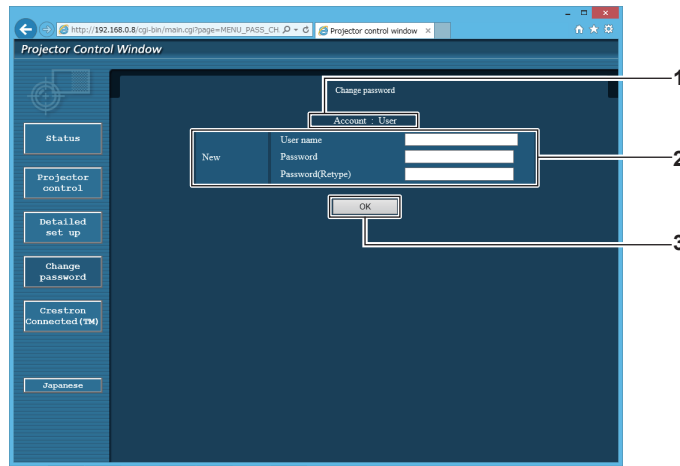 http://192.168.0.8/cgi-bin/main.cgi?page=MENU_PASS_CH
Projector control window
Projector Control Window
Change password
1
Account : User
Status
User name
New
Password
2
Password(Retype)
Projector
control
OK
Detailed
set up
3
Change
password
Crestron
Connected(TM)
Japanese